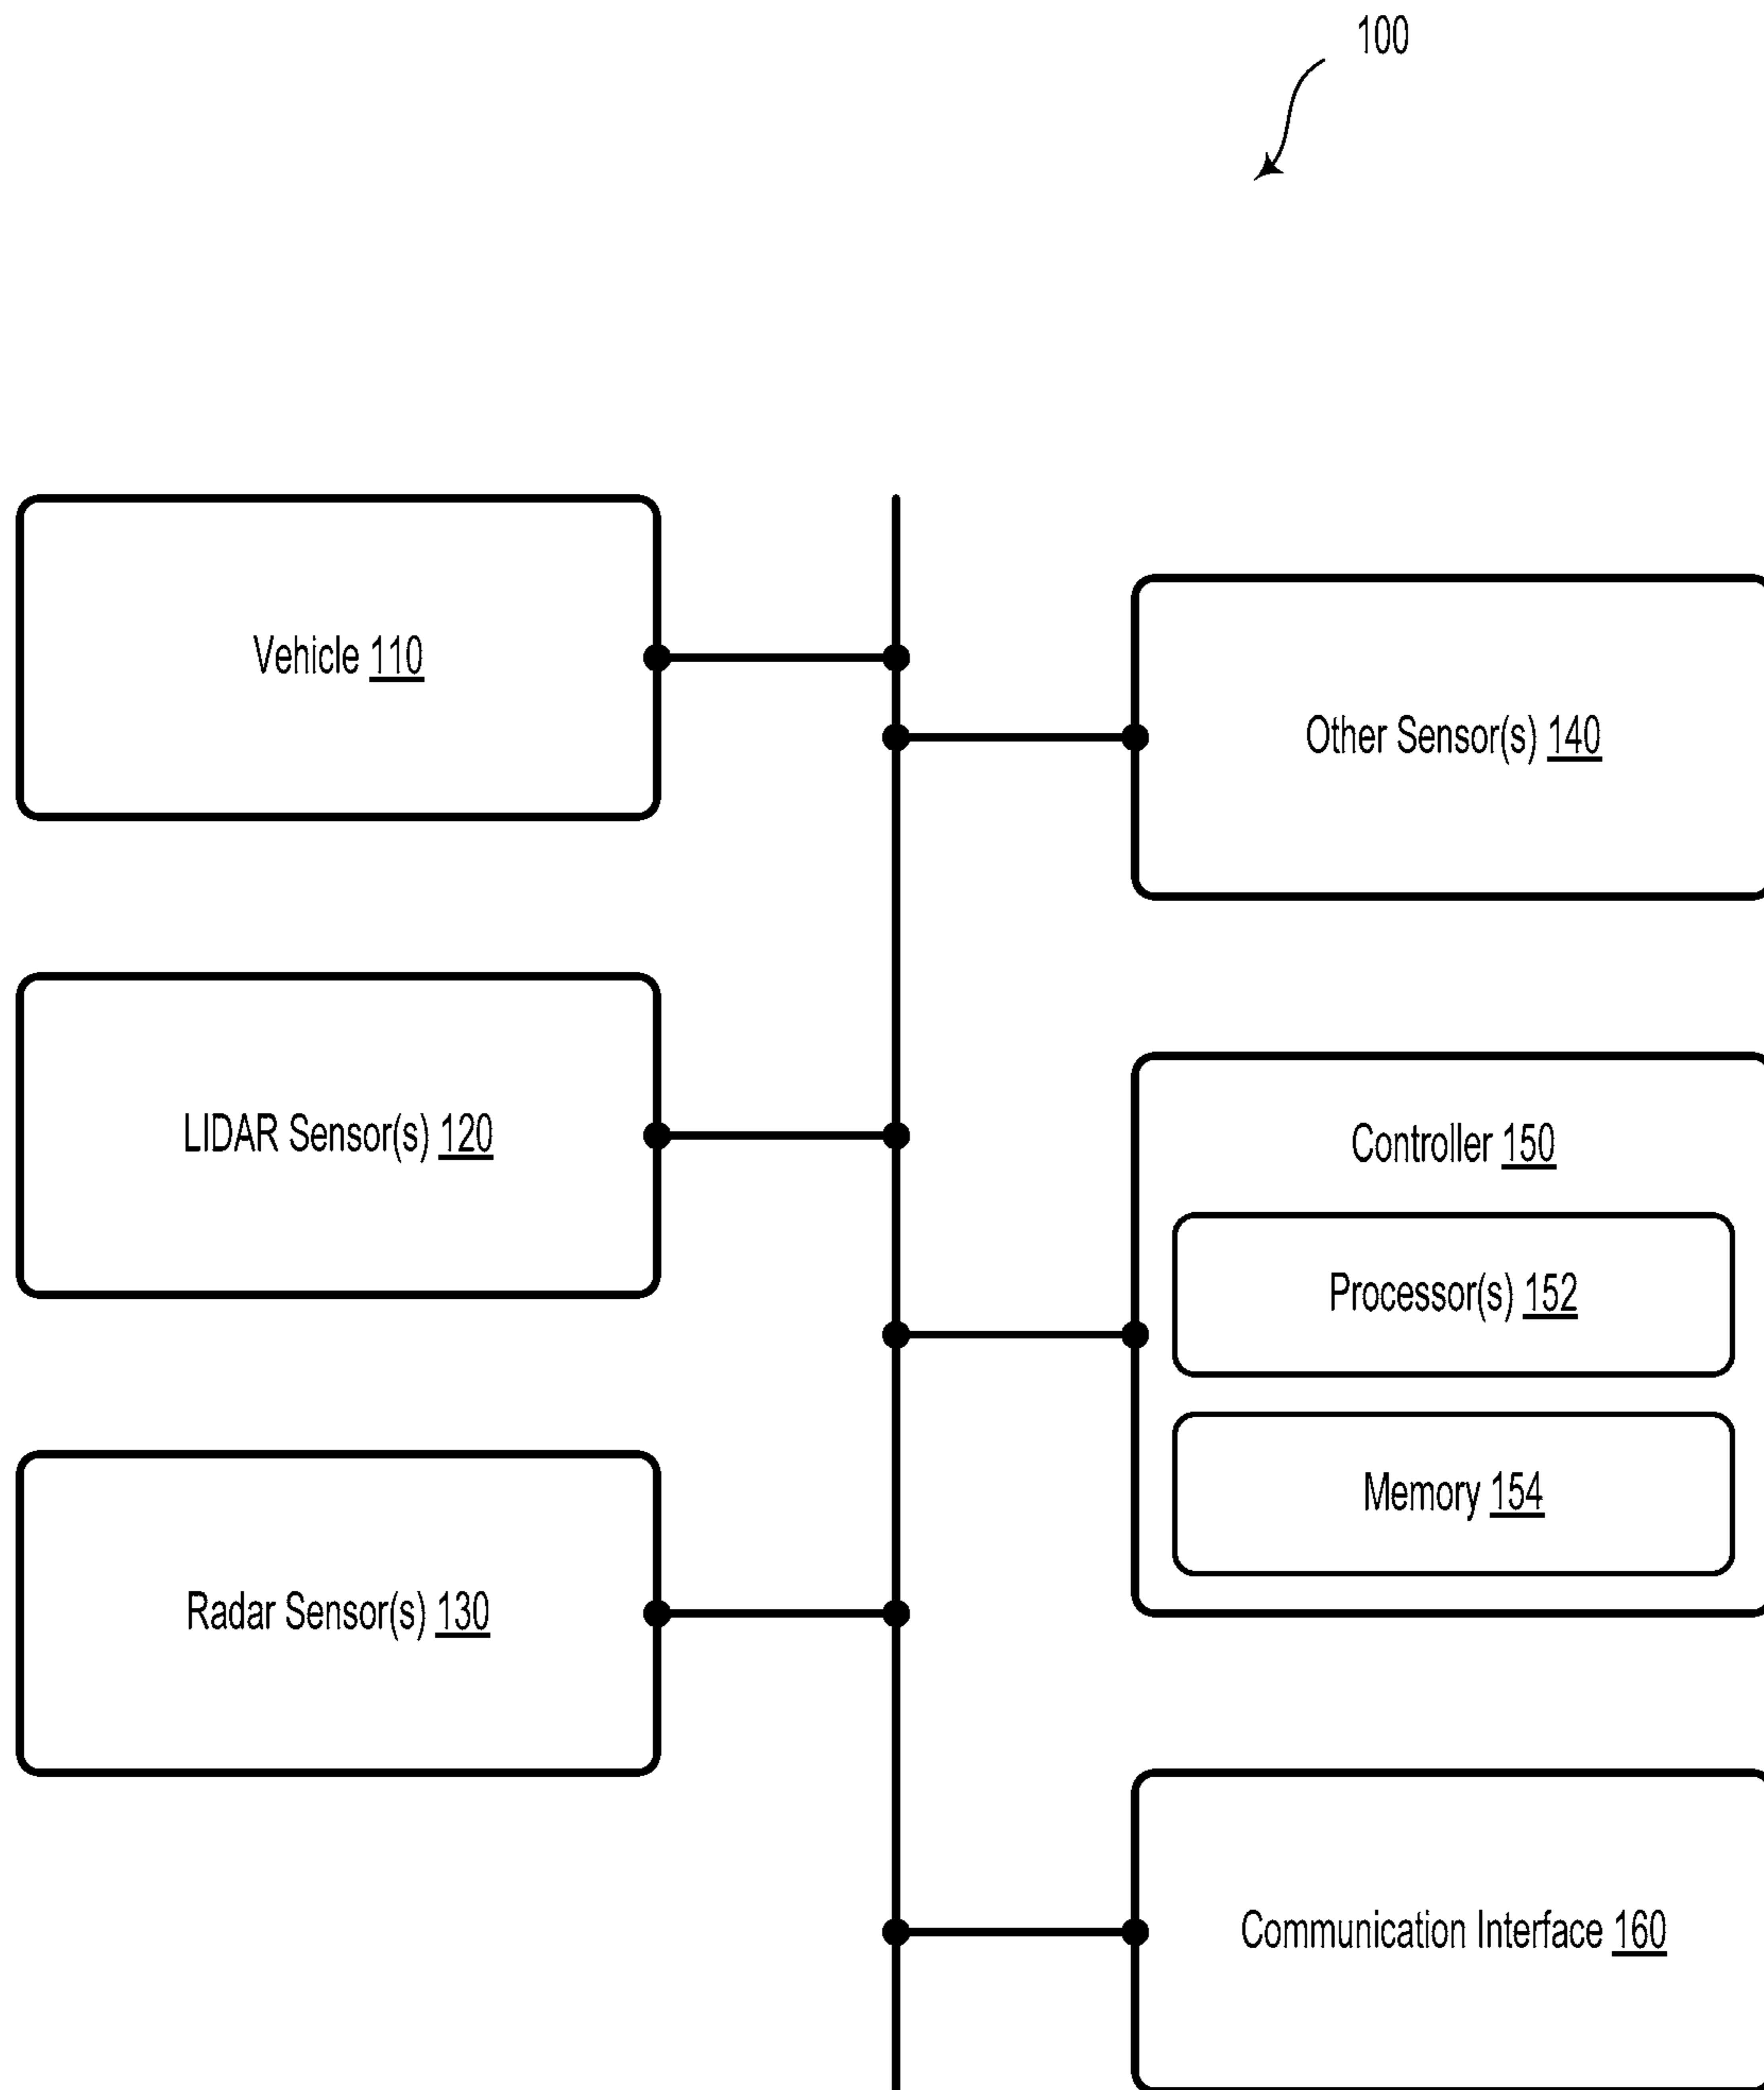 100
Vehicle 110
Other Sensor(s) 140
LIDAR Sensor(s) 120
Controller 150
Processor(s) 152
Memory 154
Radar Sensor(s) 130
Communication Interface 160